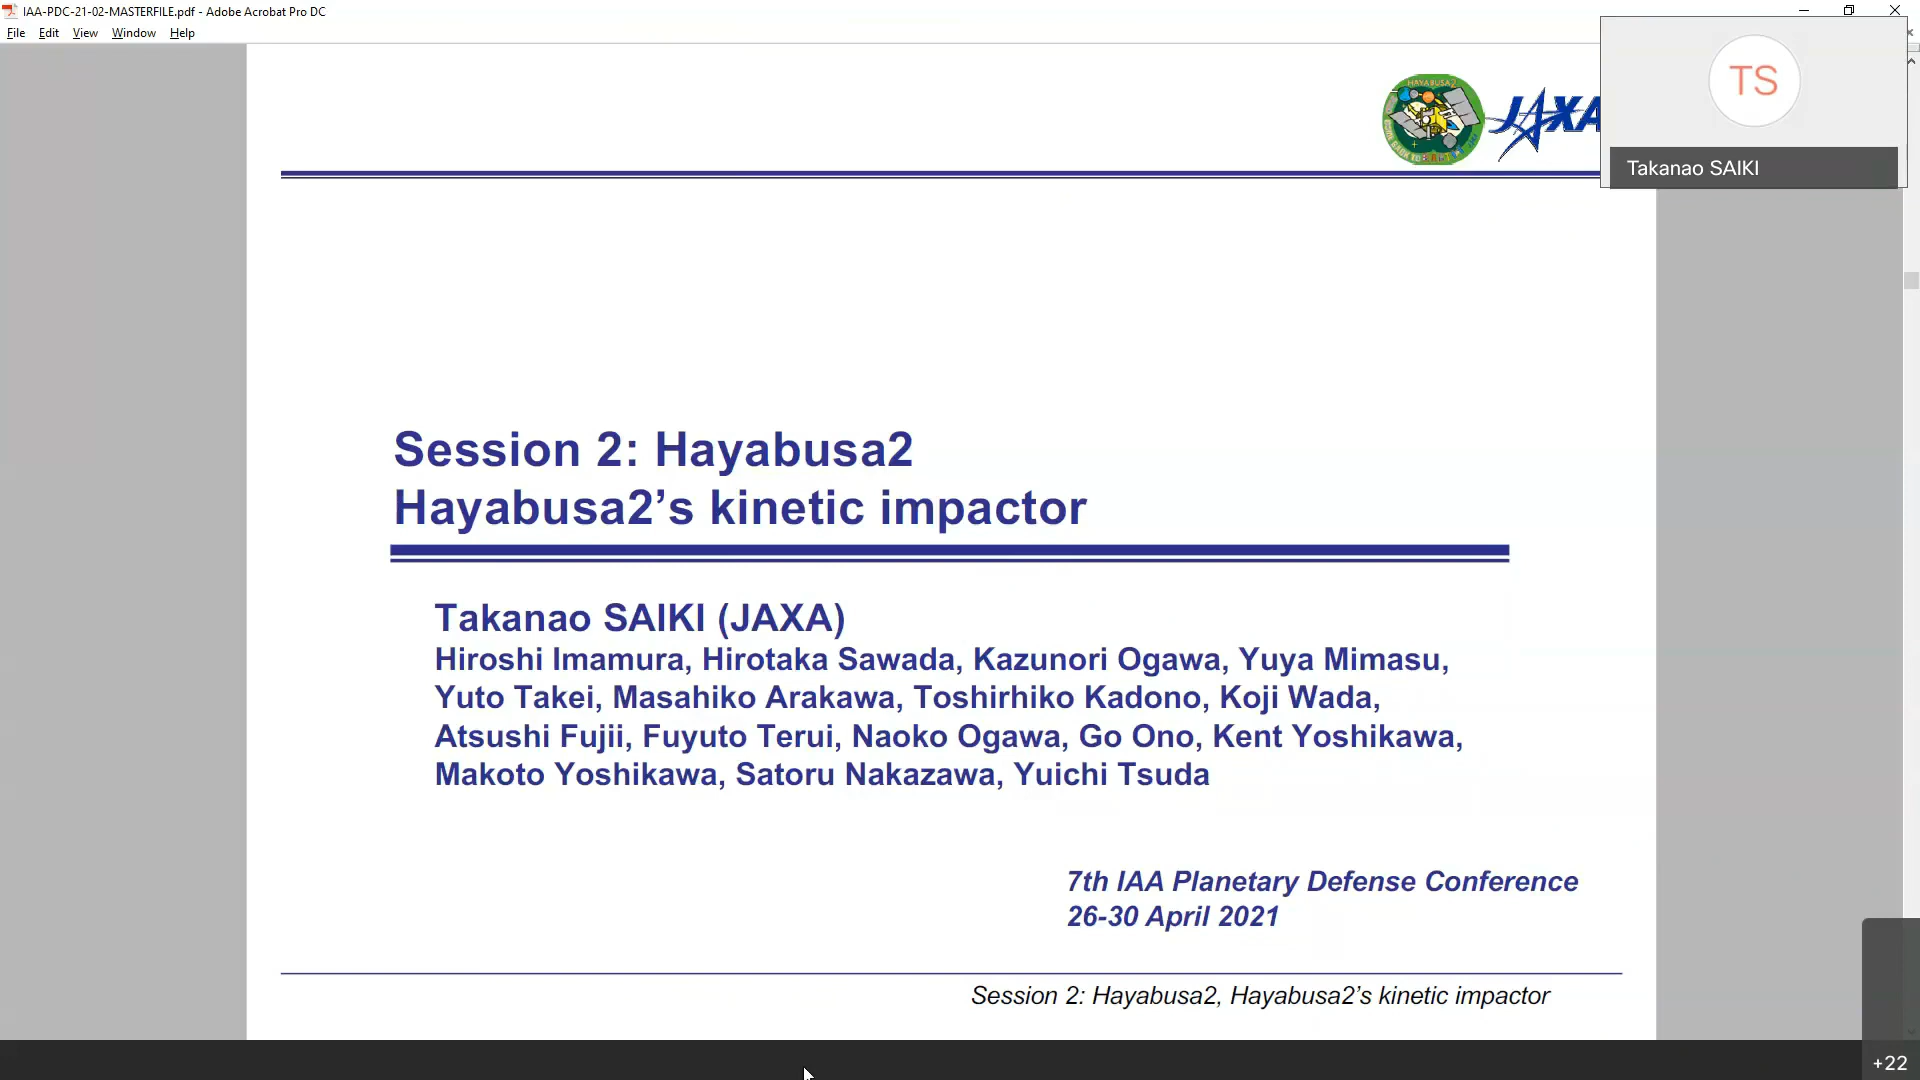 IAA-PDC-21-02-MASTERFILE.pdf - Adobe Acrobat Pro DC
File Edit View Window Help
HAYABUSA2
JAXA
TS
Takanao SAIKI
Session 2: Hayabusa2
Hayabusa2’s kinetic impactor
Takanao SAIKI (JAXA)
Hiroshi Imamura, Hirotaka Sawada, Kazunori Ogawa, Yuya Mimasu,
Yuto Takei, Masahiko Arakawa, Toshirhiko Kadono, Koji Wada,
Atsushi Fujii, Fuyuto Terui, Naoko Ogawa, Go Ono, Kent Yoshikawa,
Makoto Yoshikawa, Satoru Nakazawa, Yuichi Tsuda
7th IAA Planetary Defense Conference
26-30 April 2021
Session 2: Hayabusa2, Hayabusa2’s kinetic impactor
+22